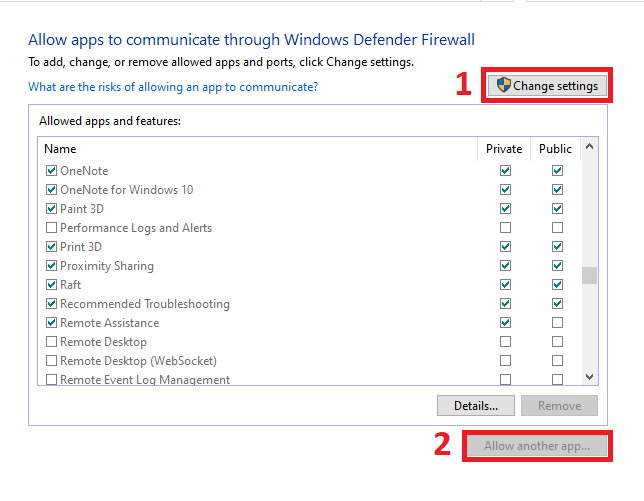 Allow apps to communicate through Windows Defender Firewall
To add, change, or remove allowed apps and ports, click Change settings.
What are the risks of allowing an app to communicate?
1
Change settings
Allowed apps and features:
Name Private Public
OneNote
OneNote for Windows 10
Paint 3D
Performance Logs and Alerts
Print 3D
Proximity Sharing
Raft
Recommended Troubleshooting
Remote Assistance
Remote Desktop
Remote Desktop (WebSocket)
Remote Event Log Management
Details... Remove
2
Allow another app...